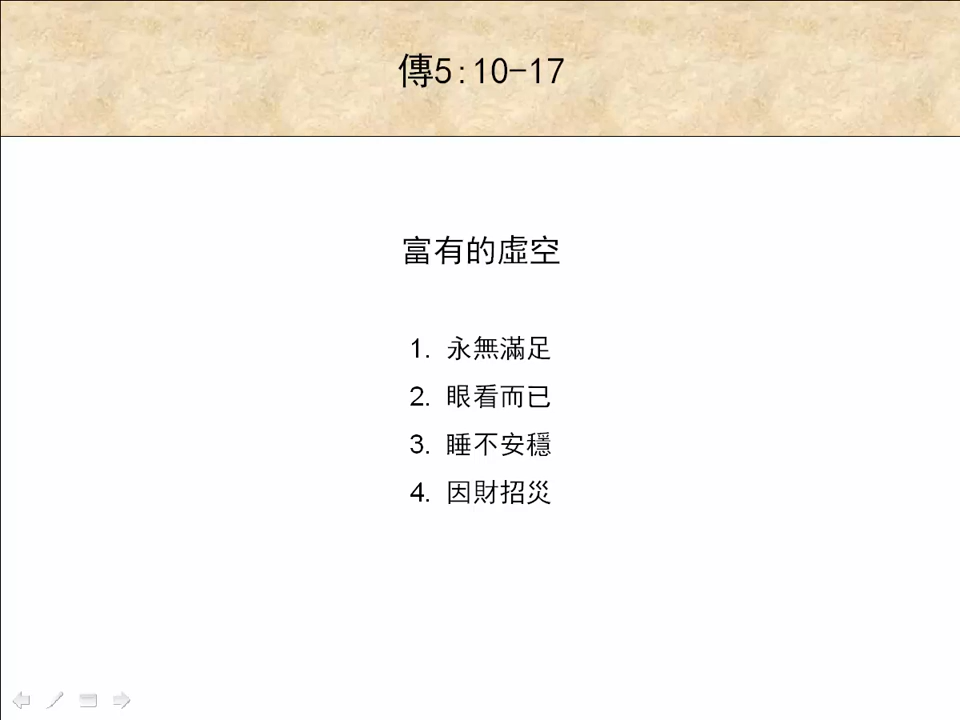 傳5:10-17
富有的虛空
1. 永無滿足
2. 眼看而已
3. 睡不安穩
4. 因財招災